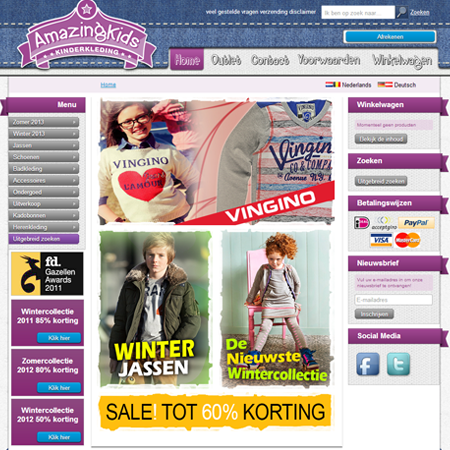 AmazingKids
KINDERKLEDING
veel gestelde vragen verzending disclaimer
ik ben op zoek naar...
Zoeken
Afrekenen
Home Outlet Contact Voorwaarden Winkelwagen
Home
Nederlands Deutsch
Menu
Zomer 2013
Winter 2013
Jassen
Schoenen
Badkleding
Accessoires
Ondergoed
Uitverkoop
Kadobonnen
Herenkleding
Uitgebreid zoeken
fd.
Gazellen
Awards
2011
Wintercollectie
2011 85% korting
Klik hier
Zomercollectie
2012 80% korting
Klik hier
Wintercollectie
2012 50% korting
Klik hier
VINGINO
L'AMOUR
Vingino
CO & COMPA
VINGINO
WINTER
JASSEN
De
Nieuwste
Wintercollectie
SALE! TOT 60% KORTING
Winkelwagen
Momenteel geen producten
Bekijk de inhoud
Zoeken
Uitgebreid zoeken
Betalingswijzen
iDEAL
acceptgiro
PayPal
VISA
MasterCard
Nieuwsbrief
Vul uw e-mailadres in om onze
nieuwsbrief te ontvangen!
E-mailadres
Inschrijven
Social Media
f
t